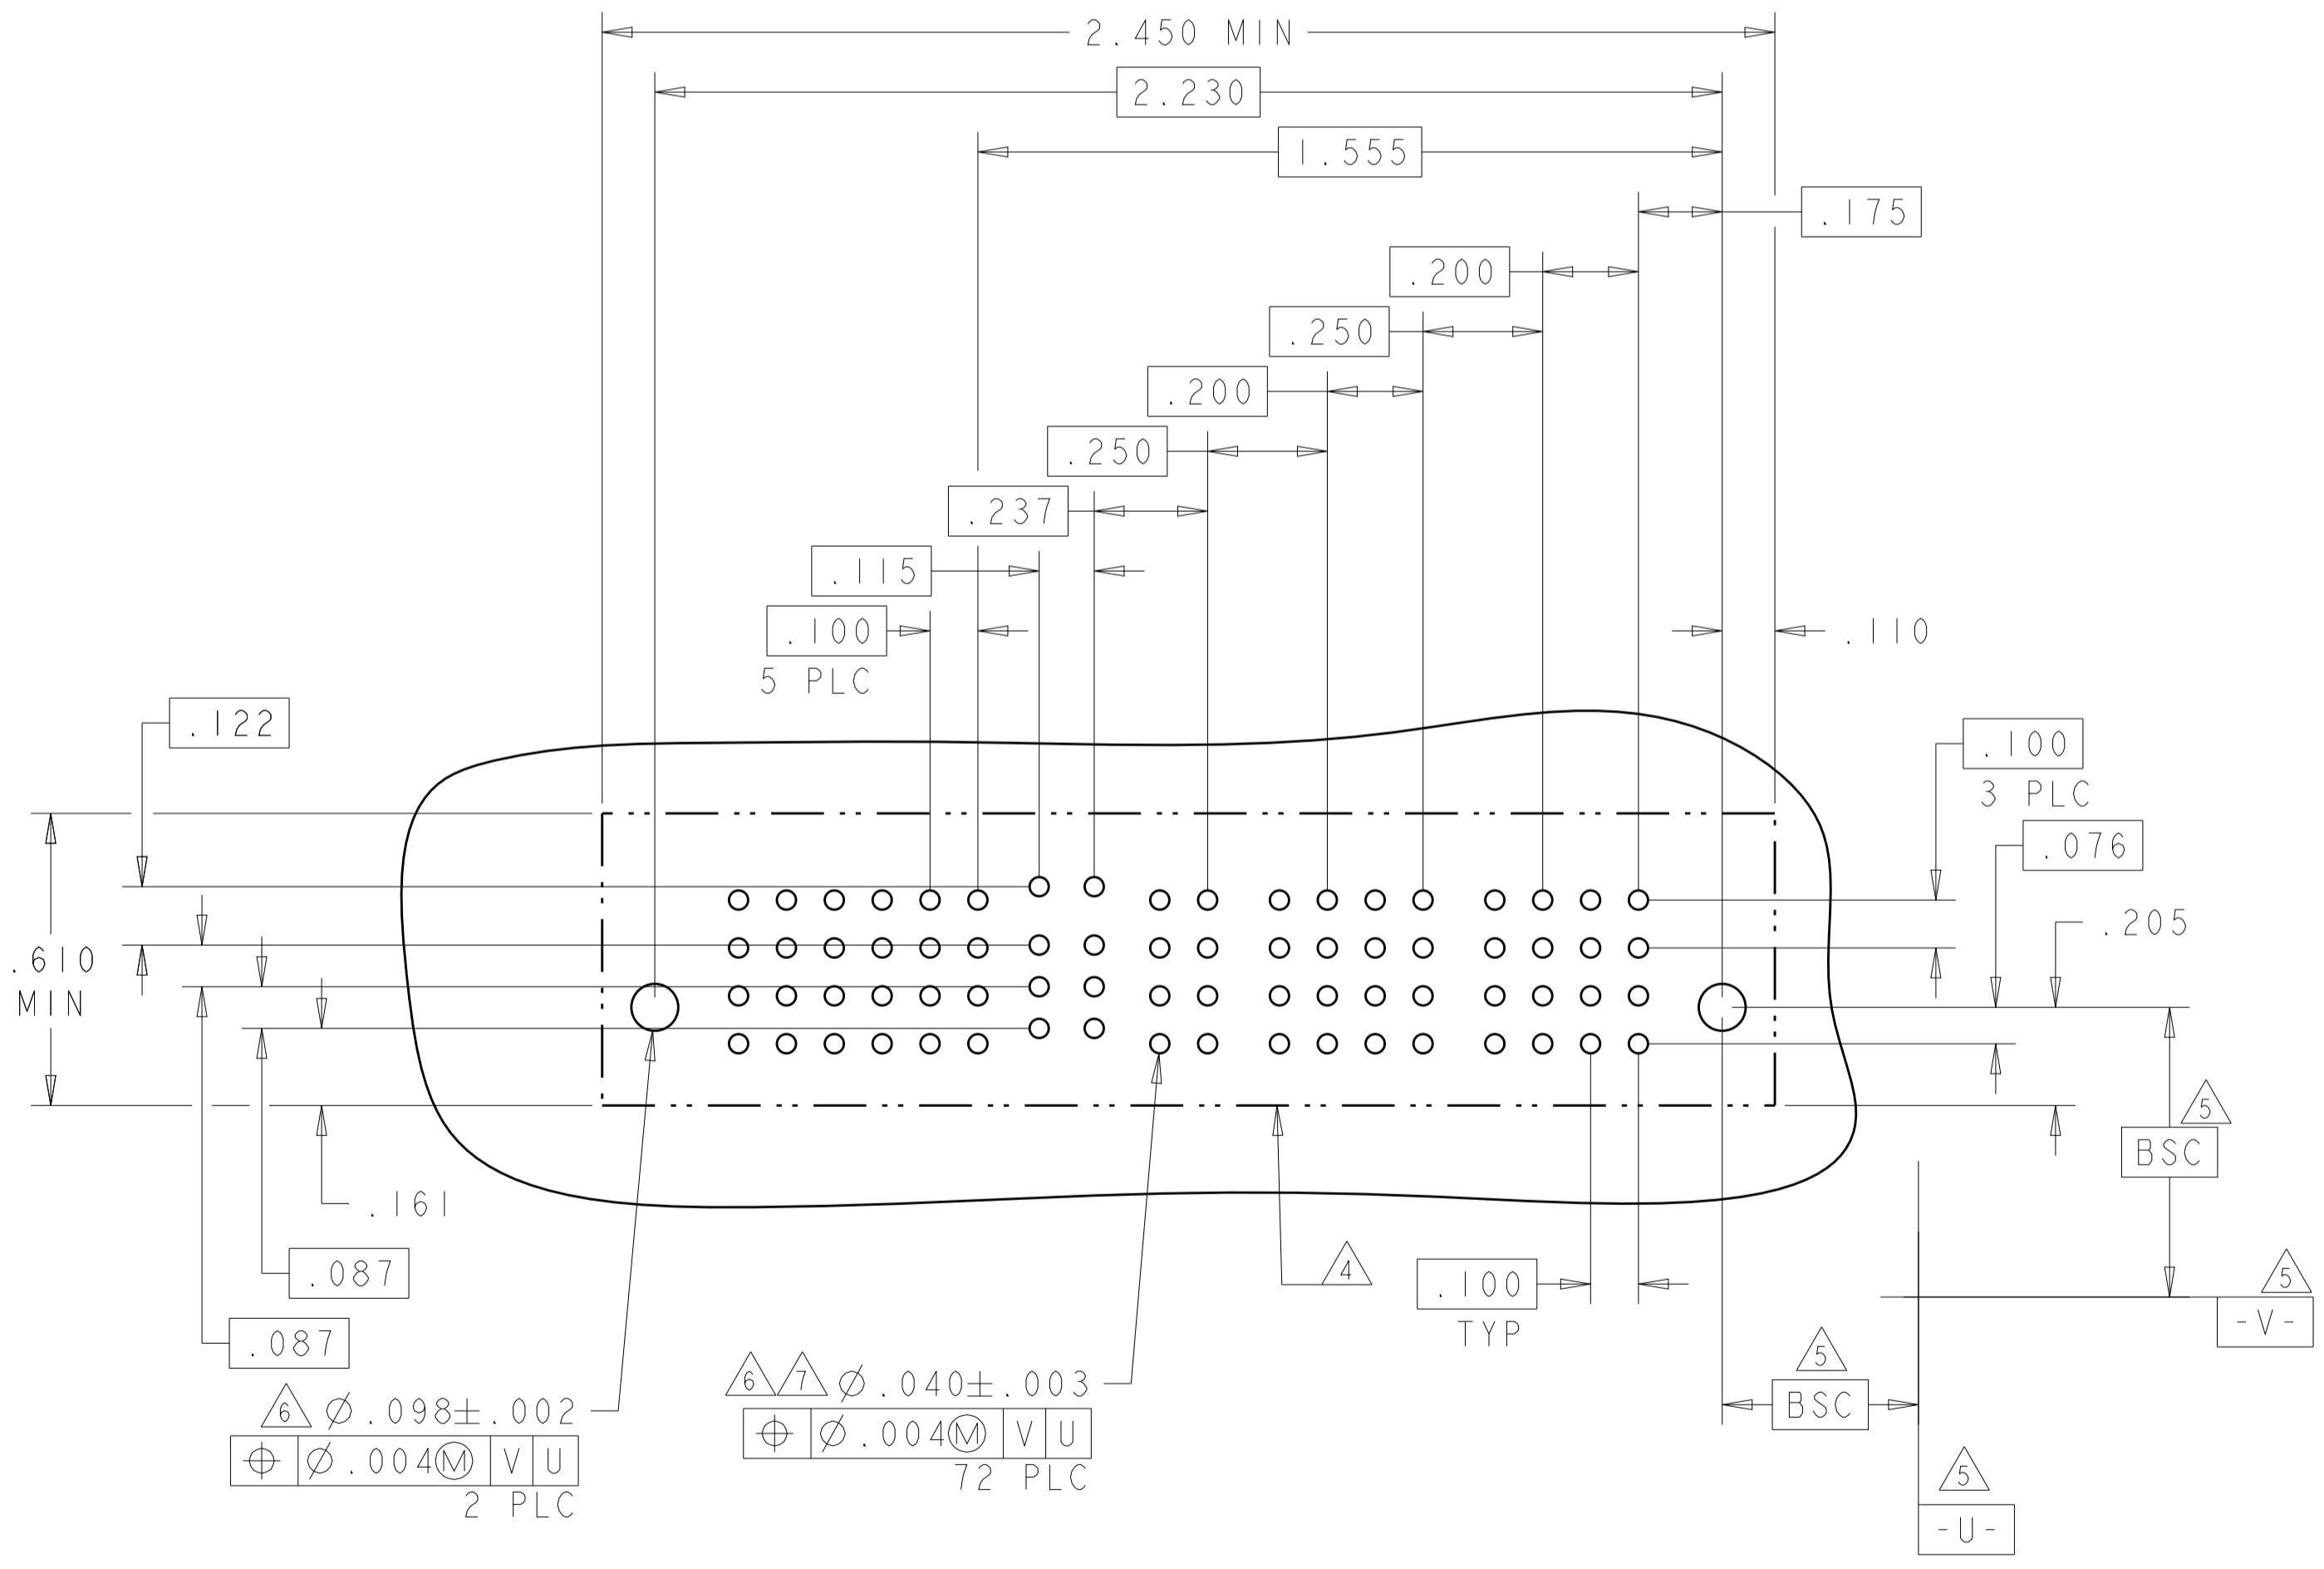 2.450 MIN
2.230
1.555
.175
.200
.250
.200
.250
.237
.115
.100
5 PLC
.110
.122
.100
3 PLC
.076
.205
.610
MIN
5
BSC
.161
.087
4
.100
TYP
5
-V-
.087
5
BSC
6 7 ⌀.040±.003
⌖ ⌀.004Ⓜ V U
72 PLC
6 ⌀.098±.002
⌖ ⌀.004Ⓜ V U
2 PLC
5
-U-